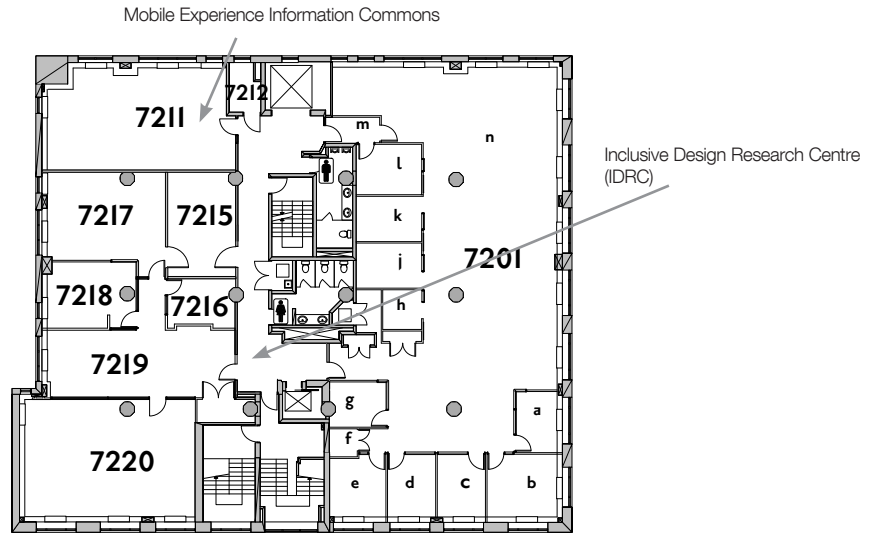 Mobile Experience Information Commons
7212
7211
m
n
Inclusive Design Research Centre
(IDRC)
l
7217
7215
k
7201
j
7218
7216
h
7219
g
a
f
7220
e
d
c
b